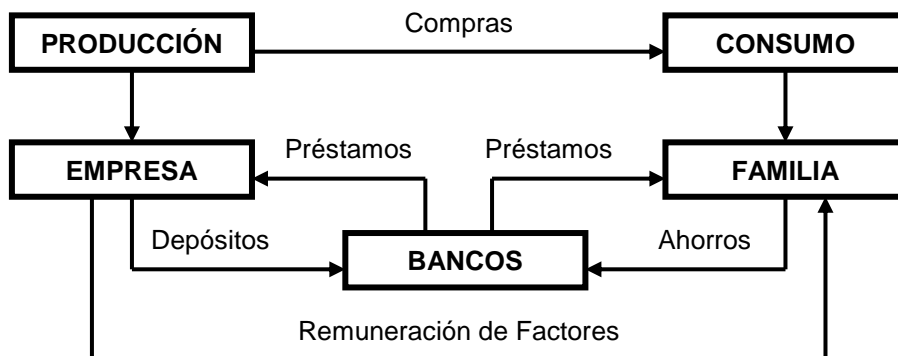 Compras
PRODUCCIÓN
CONSUMO
Préstamos
Préstamos
EMPRESA
FAMILIA
Depósitos
Ahorros
BANCOS
Remuneración de Factores